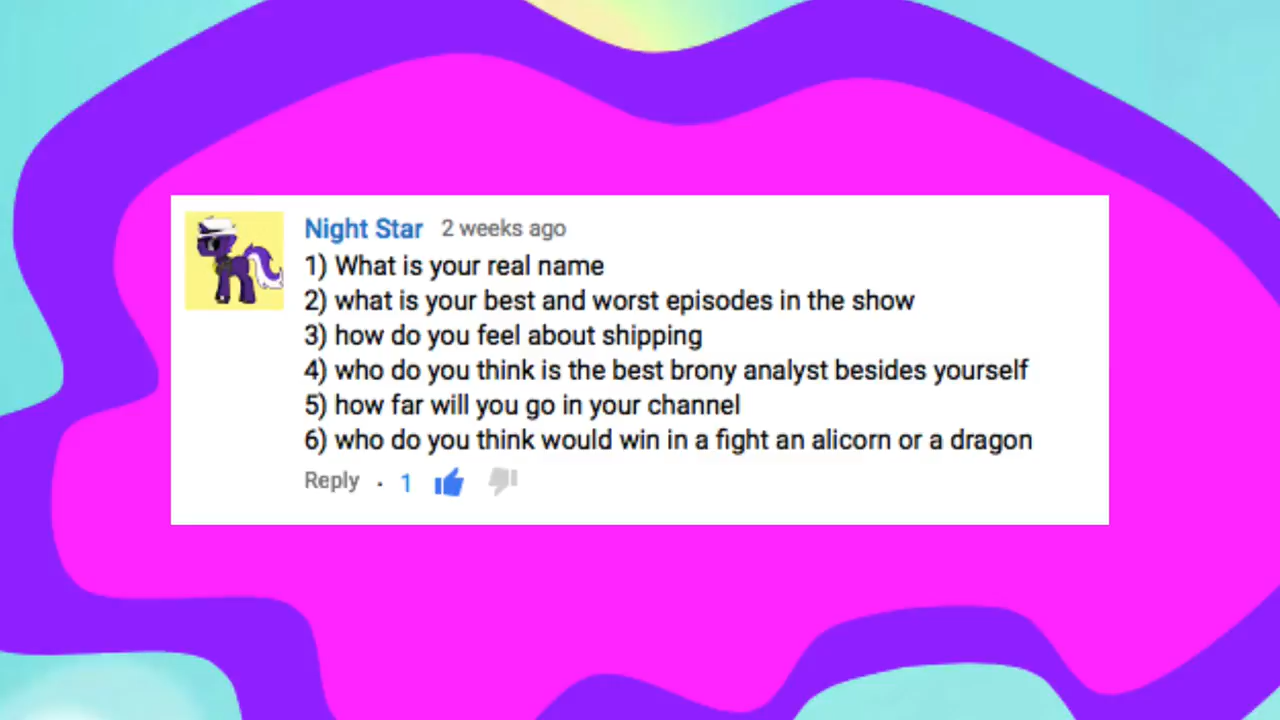 Night Star 2 weeks ago
1) What is your real name
2) what is your best and worst episodes in the show
3) how do you feel about shipping
4) who do you think is the best brony analyst besides yourself
5) how far will you go in your channel
6) who do you think would win in a fight an alicorn or a dragon
Reply · 1